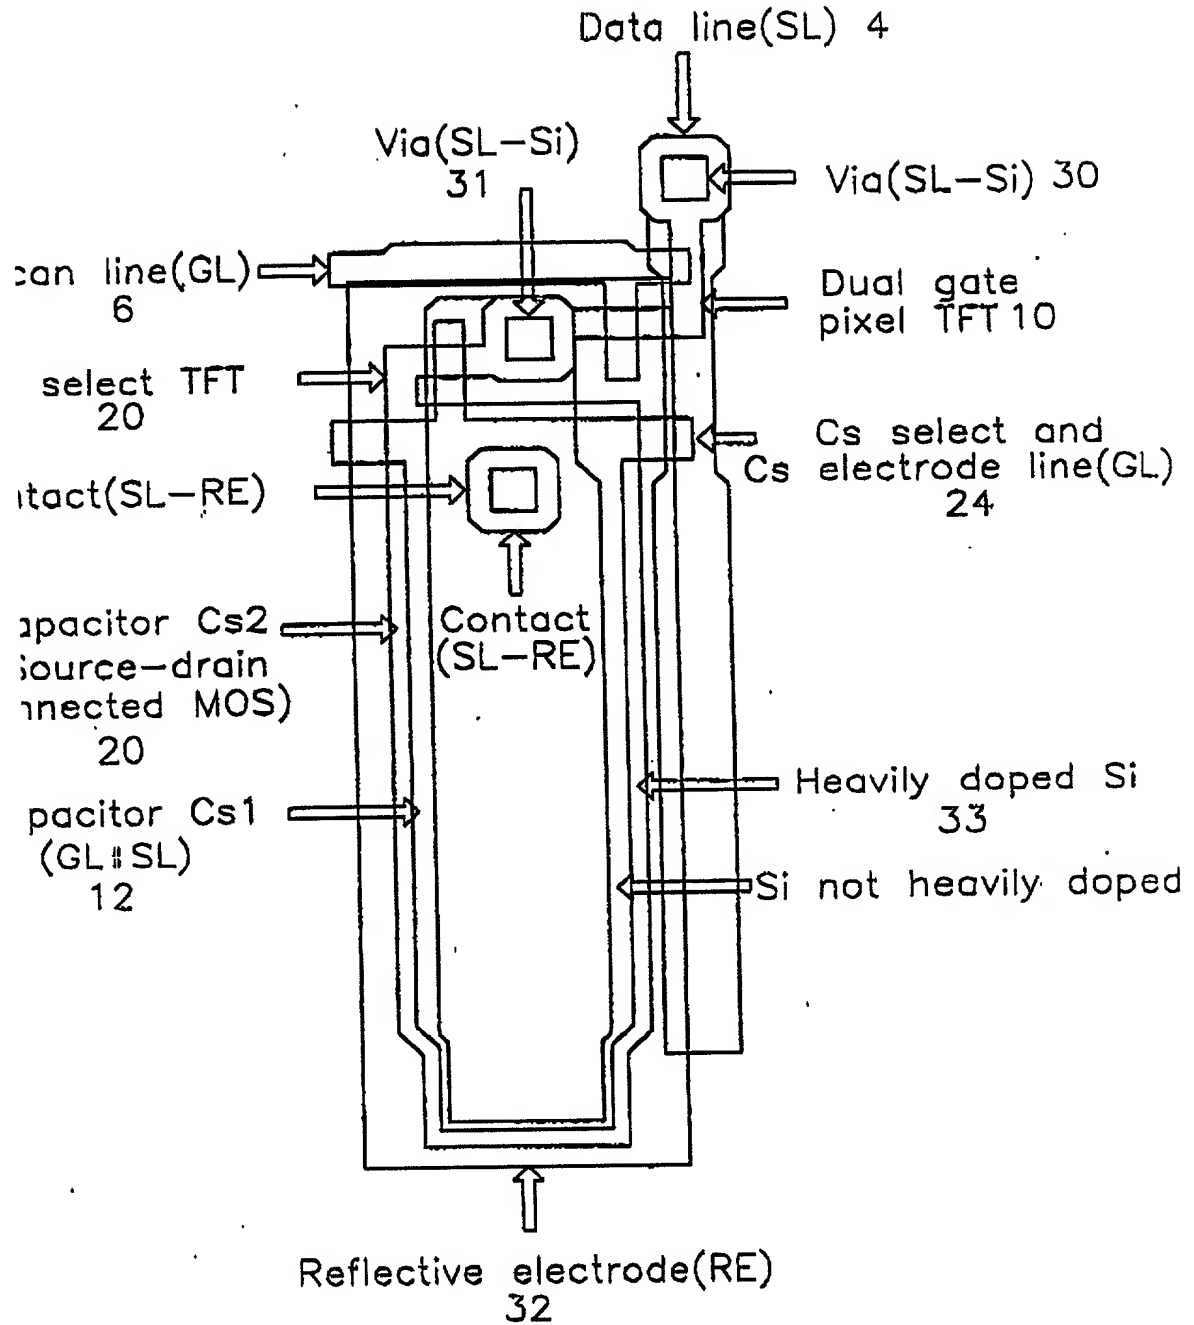 Data line(SL) 4
Via(SL-Si)
31
Via(SL-Si) 30
can line(GL)
6
Dual gate
pixel TFT 10
select TFT
20
Cs select and
Cs electrode line(GL)
24
ntact(SL-RE)
Contact
(SL-RE)
apacitor Cs2
Source-drain
nnected MOS)
20
Heavily doped Si
33
pacitor Cs1
(GL SL)
12
Si not heavily doped
Reflective electrode(RE)
32